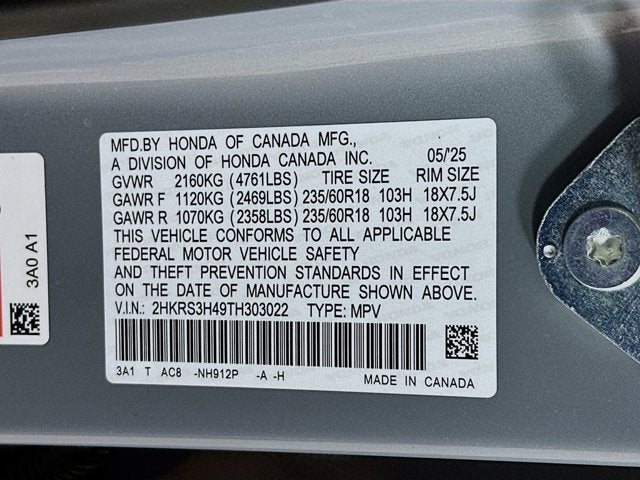 MFD.BY HONDA OF CANADA MFG.,
A DIVISION OF HONDA CANADA INC. 05/'25
GVWR 2160KG (4761LBS) TIRE SIZE RIM SIZE
GAWR F 1120KG (2469LBS) 235/60R18 103H 18X7.5J
GAWR R 1070KG (2358LBS) 235/60R18 103H 18X7.5J
THIS VEHICLE CONFORMS TO ALL APPLICABLE
FEDERAL MOTOR VEHICLE SAFETY
AND THEFT PREVENTION STANDARDS IN EFFECT
ON THE DATE OF MANUFACTURE SHOWN ABOVE.
V.I.N.: 2HKRS3H49TH303022 TYPE: MPV
3A1 T AC8 -NH912P -A -H MADE IN CANADA
3A0 A1